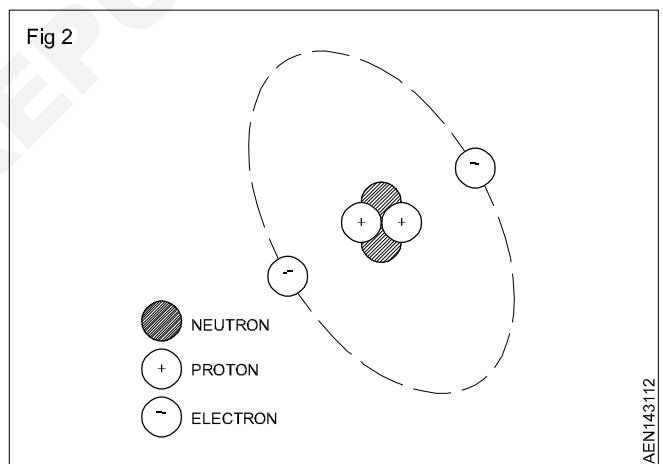 Fig 2
-
+ +
-
NEUTRON
+ PROTON
- ELECTRON
AEN143112